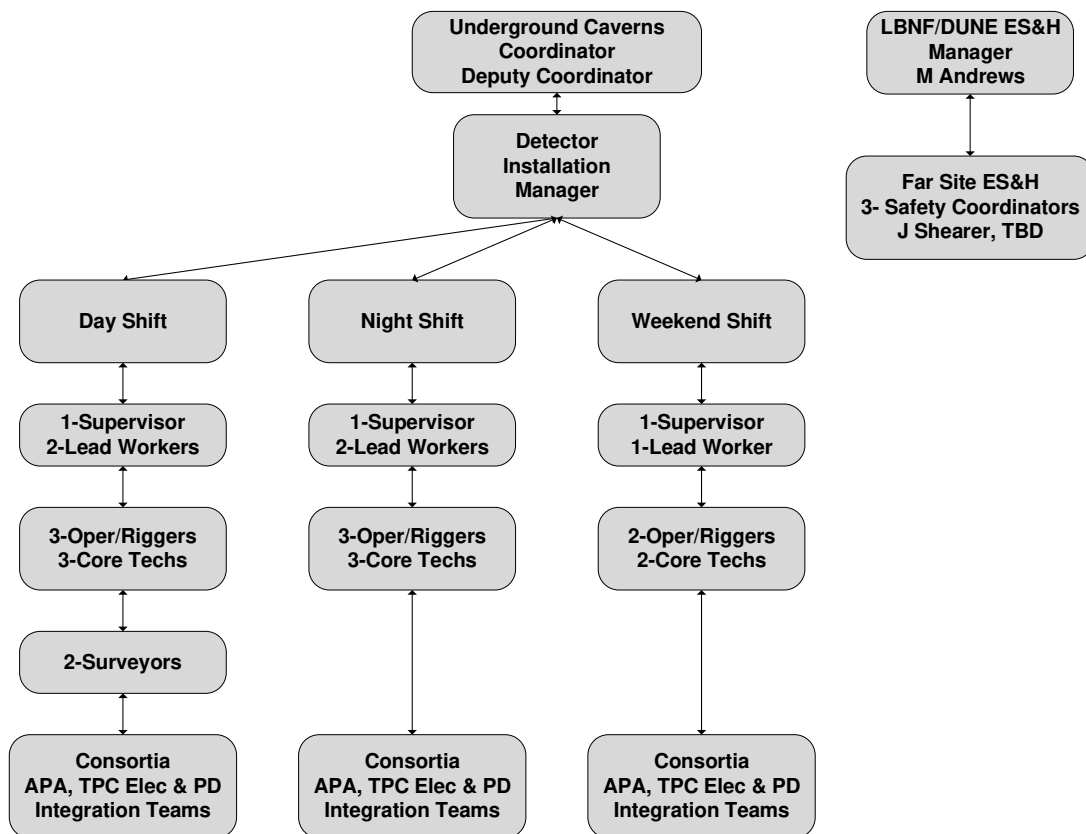 Underground Caverns
Coordinator
Deputy Coordinator
LBNF/DUNE ES&H
Manager
M Andrews
Detector
Installation
Manager
Far Site ES&H
3- Safety Coordinators
J Shearer, TBD
Day Shift
Night Shift
Weekend Shift
1-Supervisor
2-Lead Workers
1-Supervisor
2-Lead Workers
1-Supervisor
1-Lead Worker
3-Oper/Riggers
3-Core Techs
3-Oper/Riggers
3-Core Techs
2-Oper/Riggers
2-Core Techs
2-Surveyors
Consortia
APA, TPC Elec & PD
Integration Teams
Consortia
APA, TPC Elec & PD
Integration Teams
Consortia
APA, TPC Elec & PD
Integration Teams